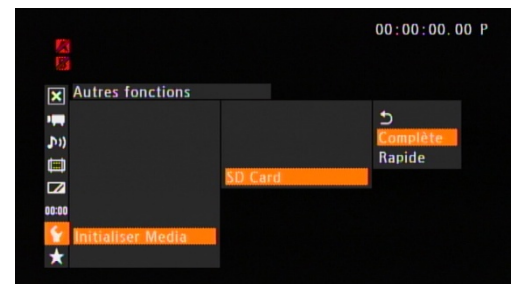 00:00:00.00 P
Autres fonctions
Complète
Rapide
SD Card
00:00
Initialiser Media